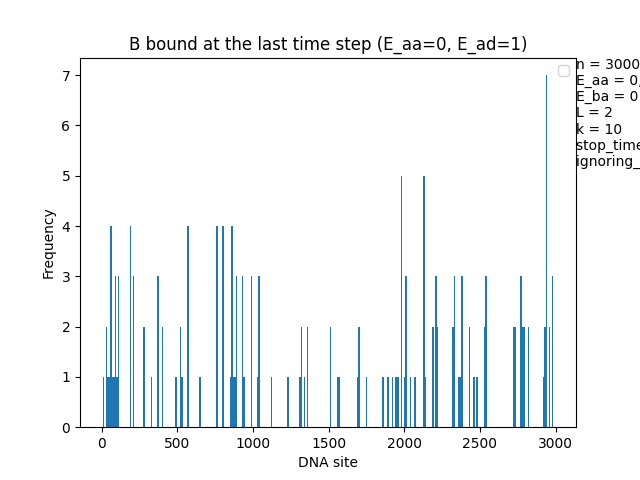 B bound at the last time step (E_aa=0, E_ad=1)
n = 3000
E_aa = 0,
E_ba = 0
L = 2
k = 10
stop_time
ignoring_
7
6
5
4
3
2
1
0
Frequency
0 500 1000 1500 2000 2500 3000
DNA site